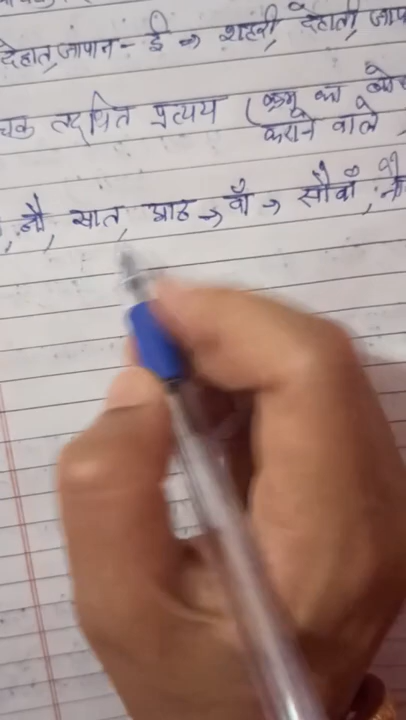 देहात, जापान - ई → शहरी, देहाती, जाप
चक तद्धित प्रत्यय (क्रम का बोध
कराने वाले
, नौ, सात, आठ → वाँ → सौवाँ, नौ